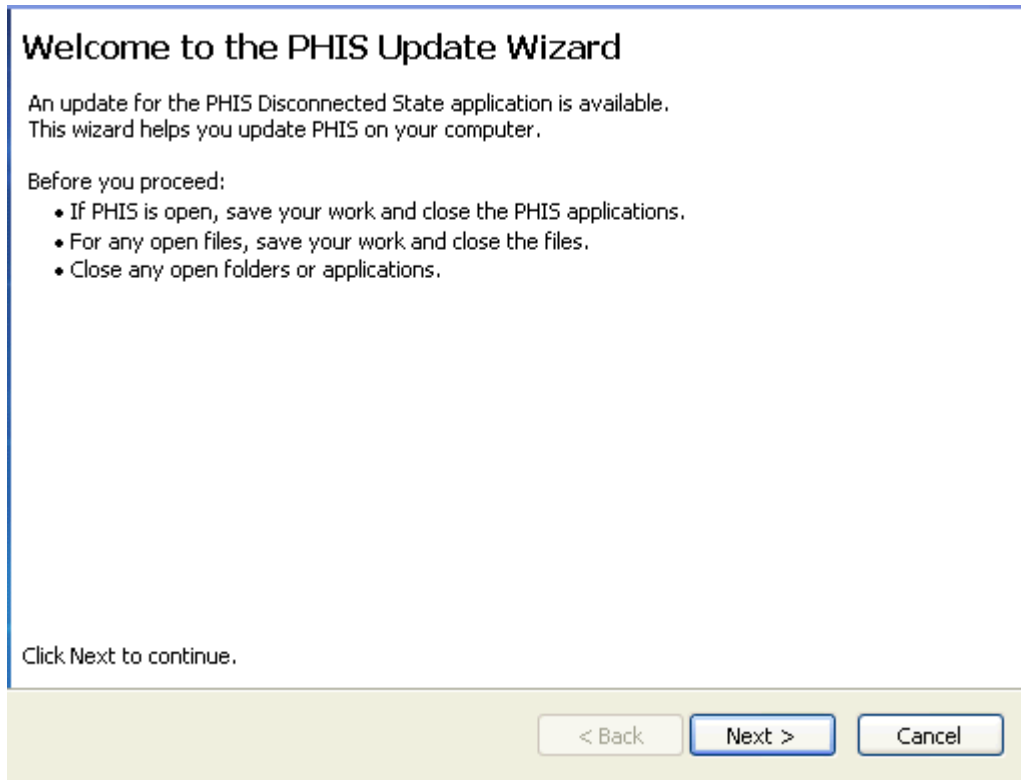 Welcome to the PHIS Update Wizard
An update for the PHIS Disconnected State application is available.
This wizard helps you update PHIS on your computer.
Before you proceed:
• If PHIS is open, save your work and close the PHIS applications.
• For any open files, save your work and close the files.
• Close any open folders or applications.
Click Next to continue.
< Back Next > Cancel